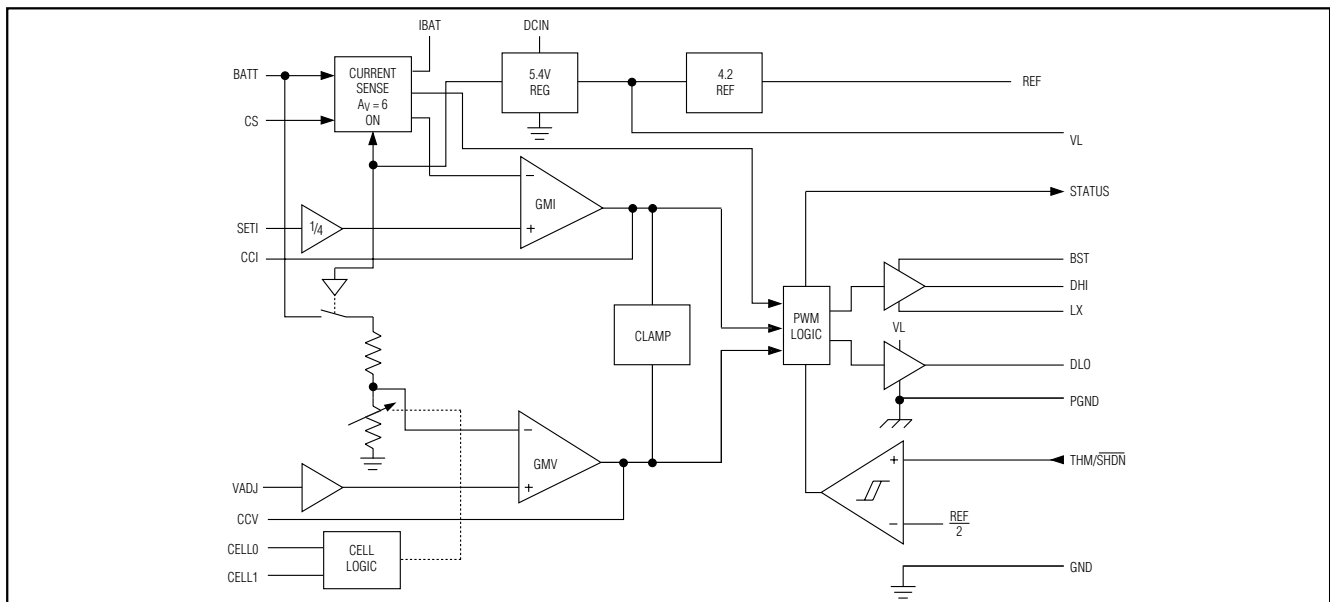 IBAT
DCIN
BATT
CURRENT
SENSE
AV = 6
ON
5.4V
REG
4.2
REF
REF
CS
VL
GMI
−
+
STATUS
SETI
1/4
CCI
BST
DHI
LX
PWM
LOGIC
CLAMP
VL
DLO
PGND
−
+
GMV
THM/SHDN
+
−
REF
2
VADJ
CCV
CELL0
CELL1
CELL
LOGIC
GND